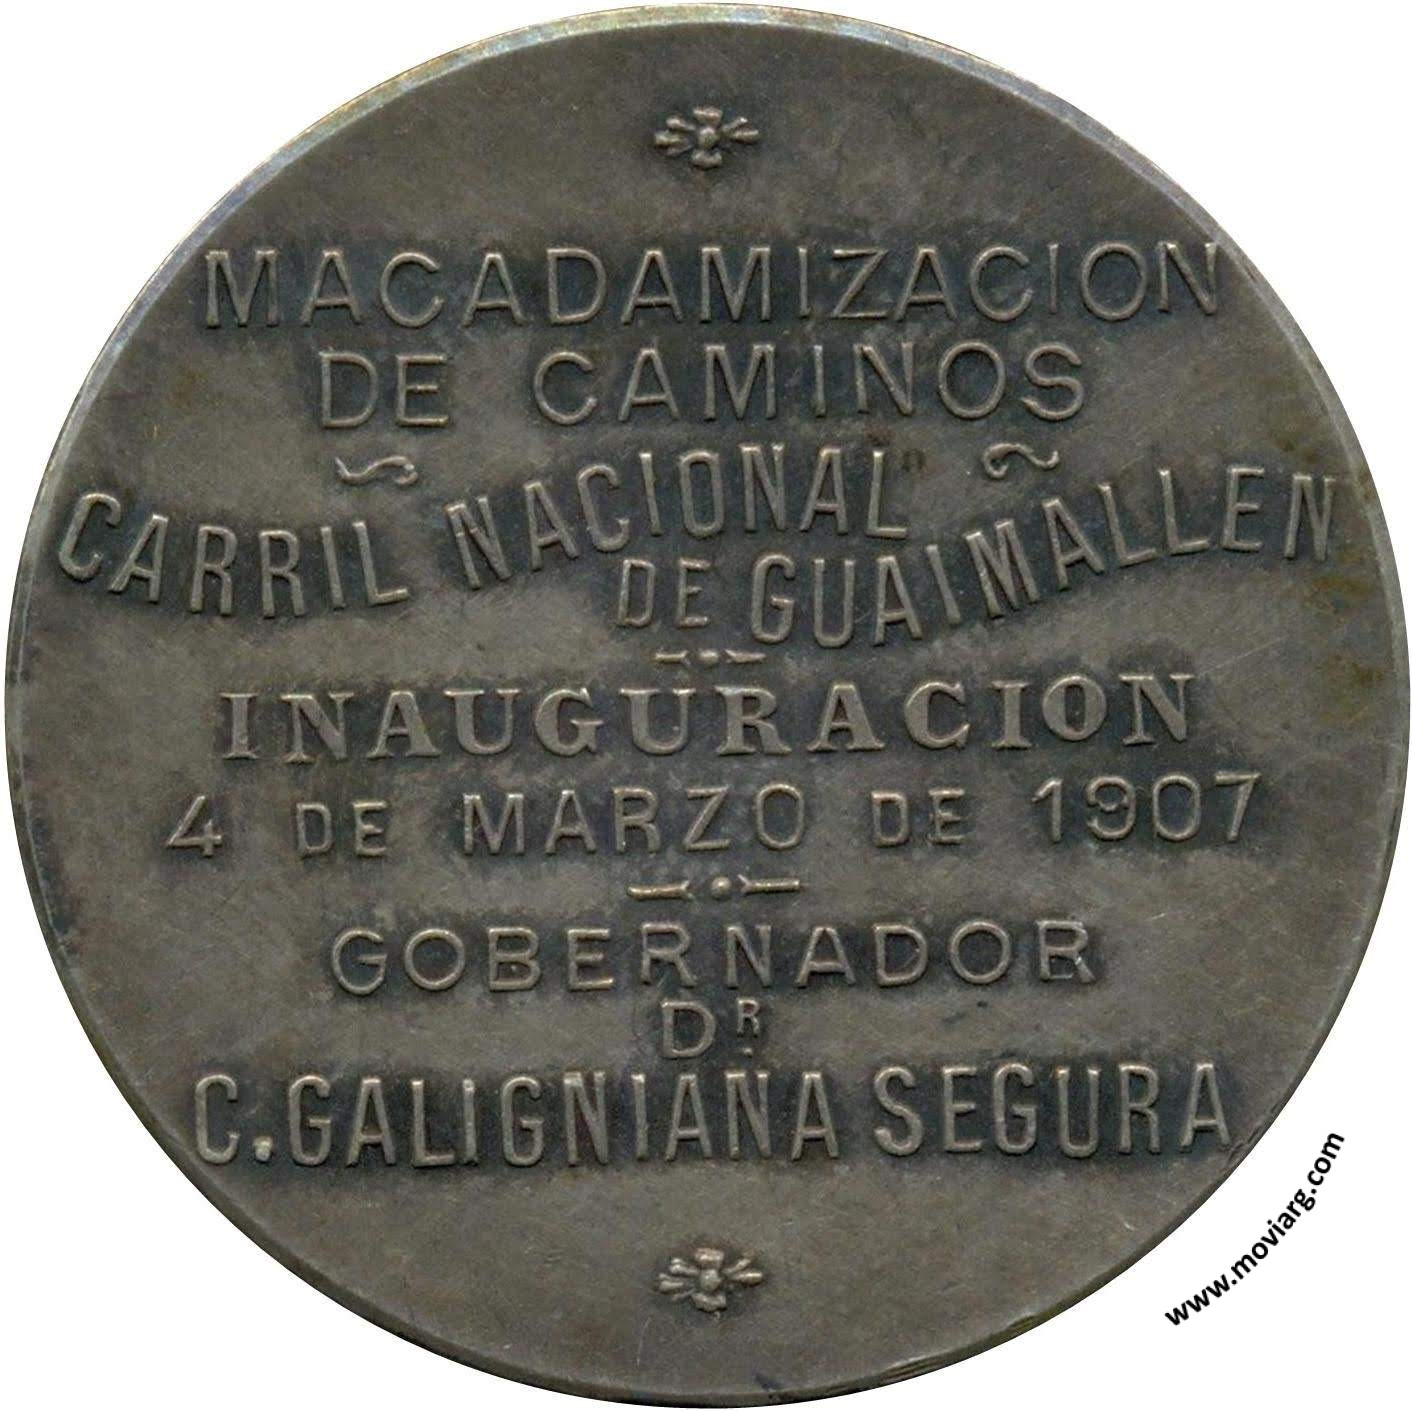 MACADAMIZACION
DE CAMINOS
CARRIL NACIONAL
DE GUAIMALLEN
INAUGURACION
4 DE MARZO DE 1907
GOBERNADOR
DR.
C. GALIGNIANA SEGURA
www.moviarg.com